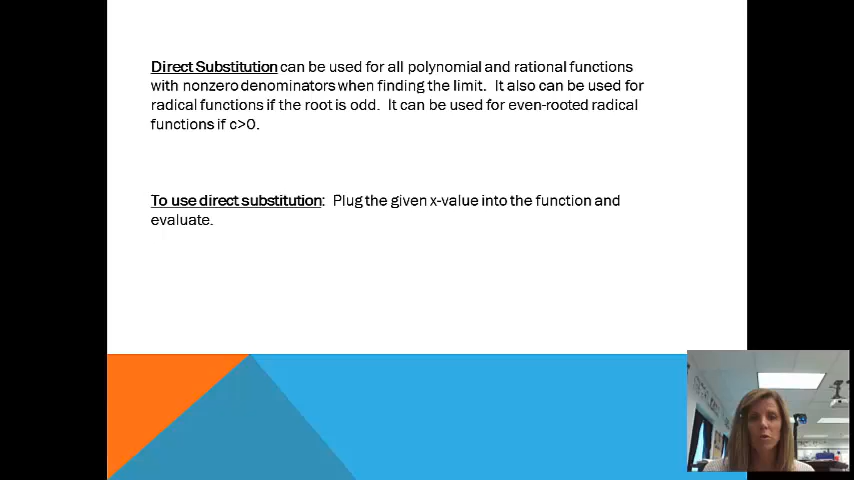 Direct Substitution can be used for all polynomial and rational functions
with nonzero denominators when finding the limit. It also can be used for
radical functions if the root is odd. It can be used for even-rooted radical
functions if c>0.
To use direct substitution: Plug the given x-value into the function and
evaluate.